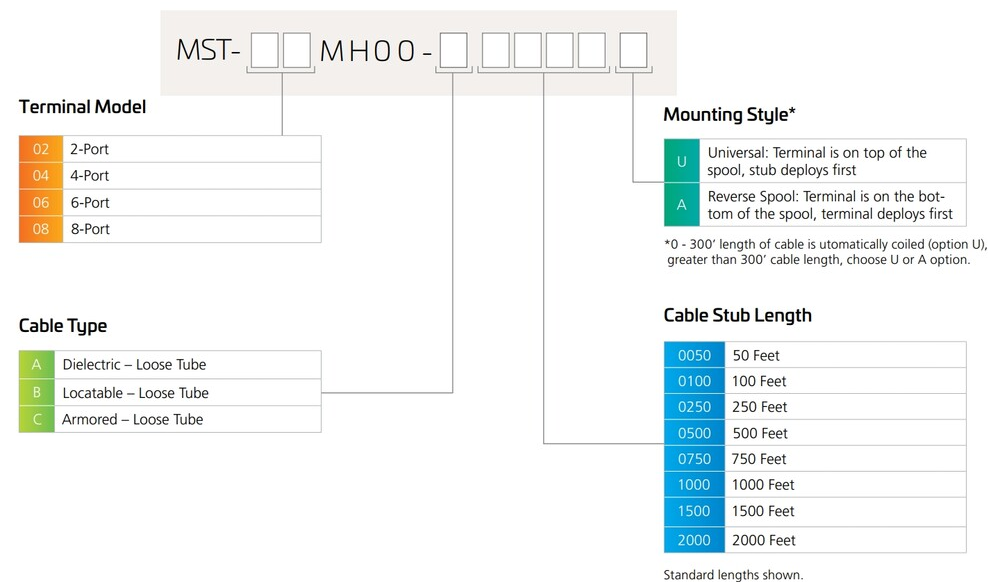 MST- MH00 -
Terminal Model
02 2-Port
04 4-Port
06 6-Port
08 8-Port
Cable Type
A Dielectric – Loose Tube
B Locatable – Loose Tube
C Armored – Loose Tube
Mounting Style*
U Universal: Terminal is on top of the
spool, stub deploys first
A Reverse Spool: Terminal is on the bot-
tom of the spool, terminal deploys first
*0 - 300’ length of cable is utomatically coiled (option U),
greater than 300’ cable length, choose U or A option.
Cable Stub Length
0050 50 Feet
0100 100 Feet
0250 250 Feet
0500 500 Feet
0750 750 Feet
1000 1000 Feet
1500 1500 Feet
2000 2000 Feet
Standard lengths shown.